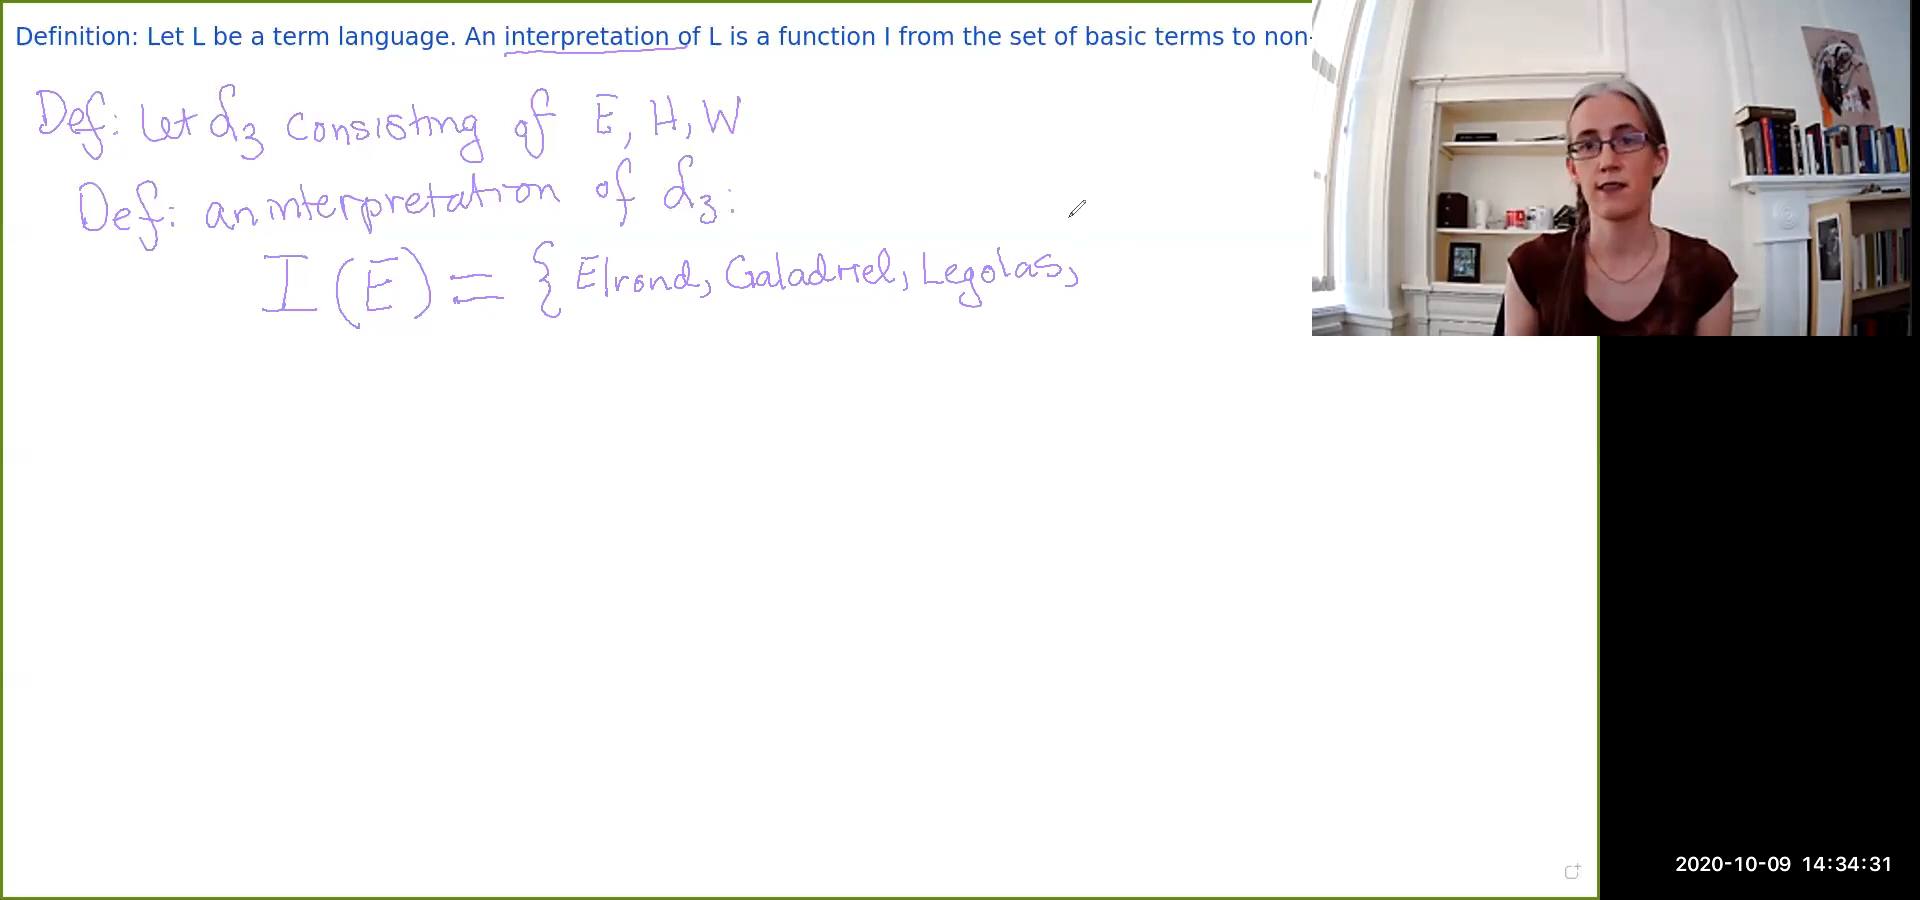 Definition: Let L be a term language. An interpretation of L is a function I from the set of basic terms to non-
Def: Let L3 consisting of E, H, W
Def: an interpretation of L3:
I(E) = { Elrond, Galadriel, Legolas,
2020-10-09 14:34:31